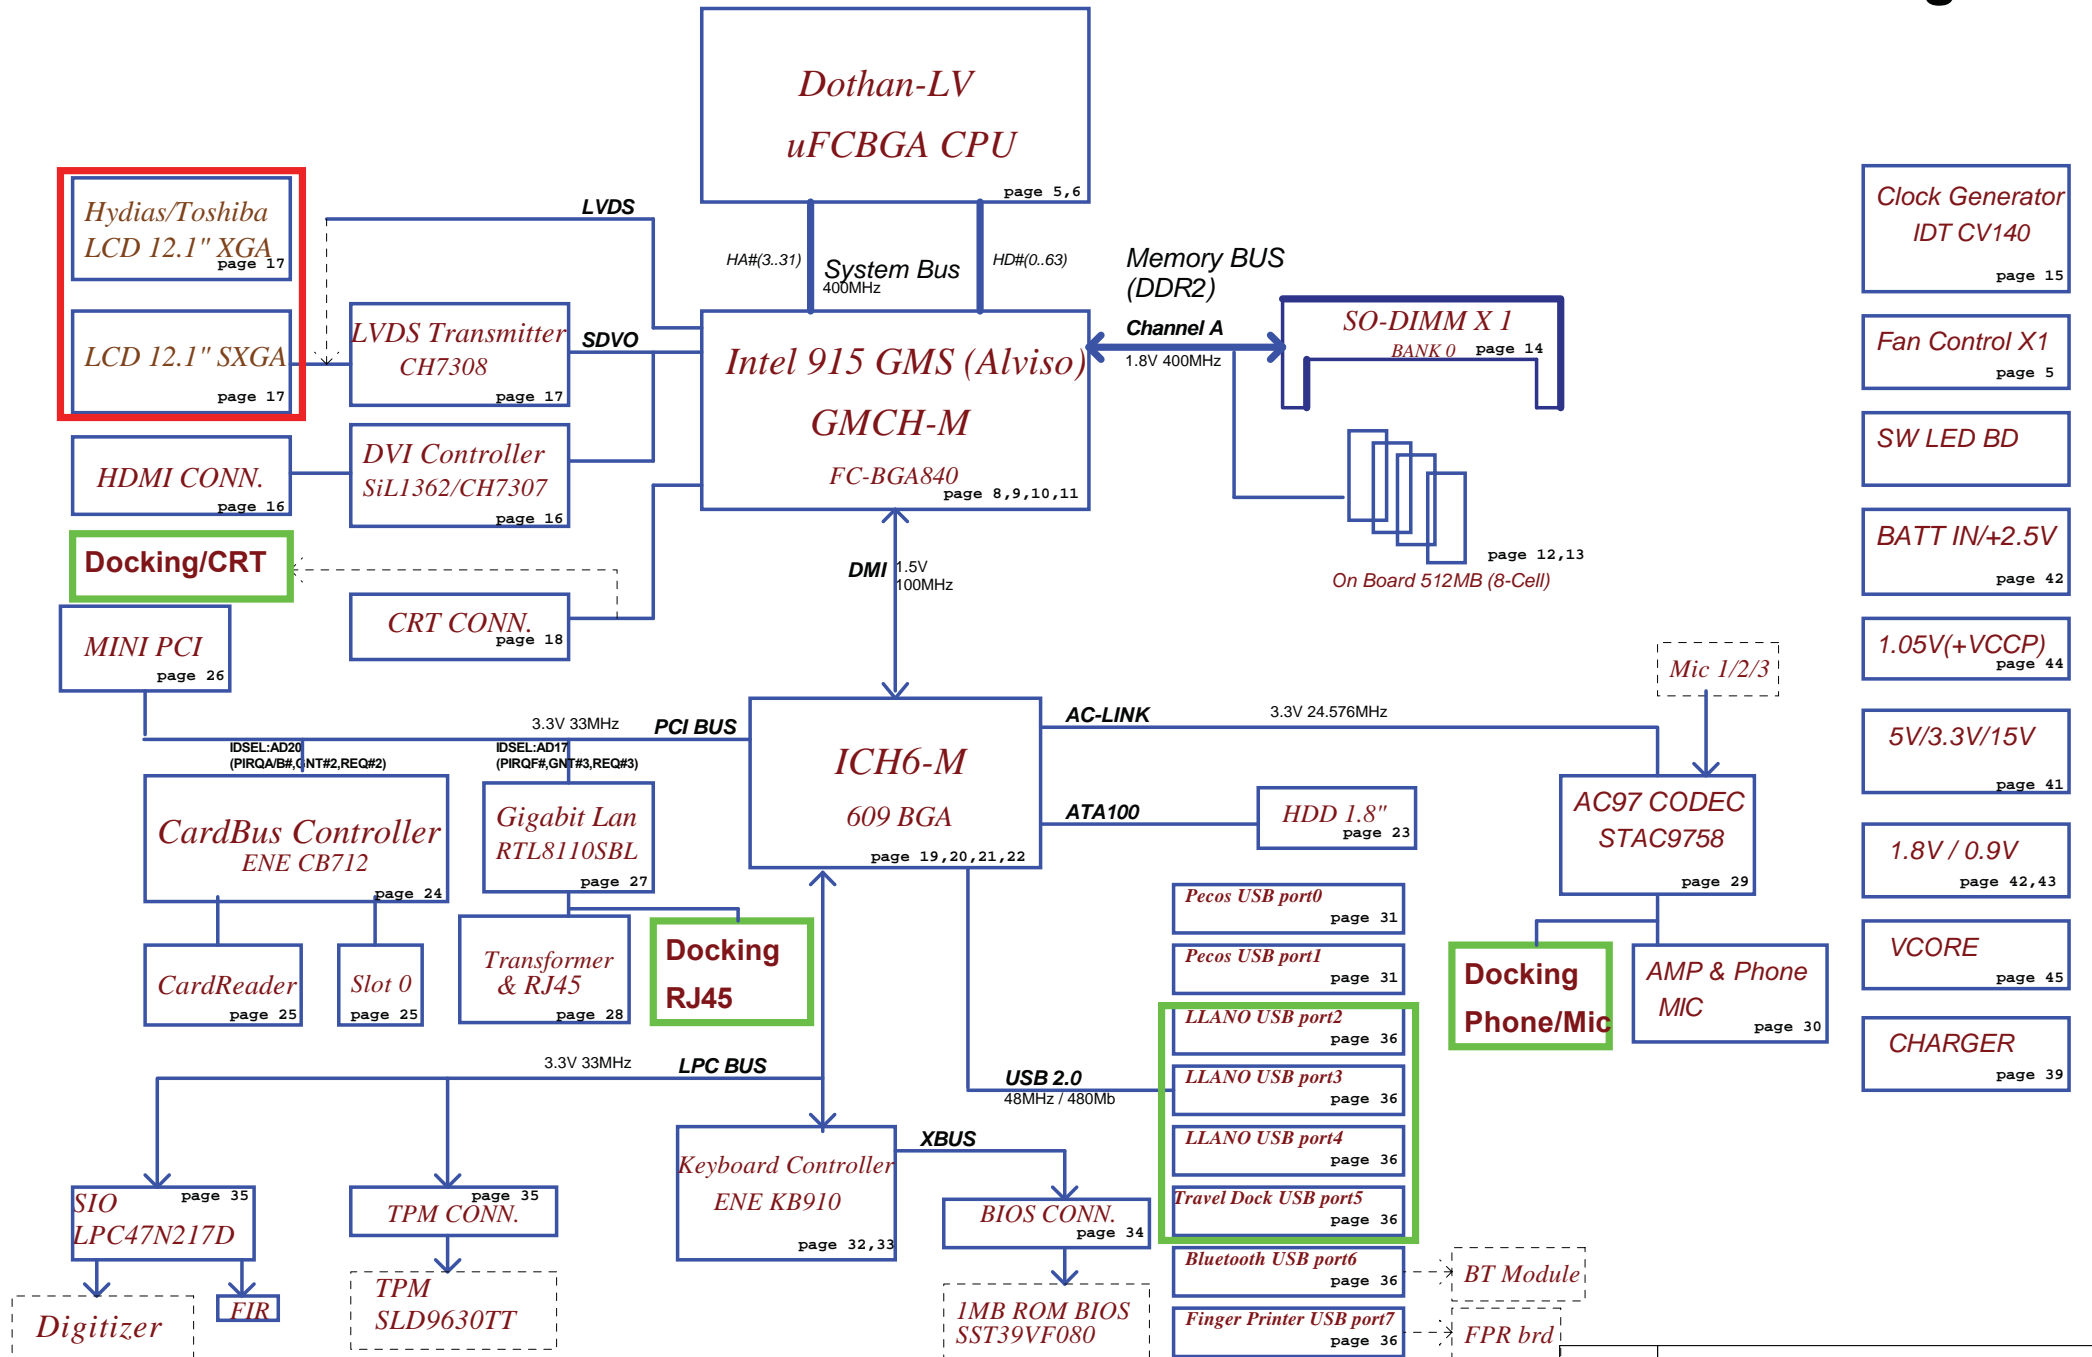 g
Dothan-LV
uFCBGA CPU
page 5,6
Hydias/Toshiba
LCD 12.1" XGA
page 17
LCD 12.1" SXGA
page 17
LVDS
LVDS Transmitter
CH7308
page 17
SDVO
HA#(3..31)
System Bus
400MHz
HD#(0..63)
Memory BUS
(DDR2)
Channel A
1.8V 400MHz
SO-DIMM X 1
BANK 0 page 14
Intel 915 GMS (Alviso)
GMCH-M
FC-BGA840
page 8,9,10,11
HDMI CONN.
page 16
DVI Controller
SiL1362/CH7307
page 16
Docking/CRT
CRT CONN.
page 18
page 12,13
On Board 512MB (8-Cell)
DMI
1.5V
100MHz
Clock Generator
IDT CV140
page 15
Fan Control X1
page 5
SW LED BD
BATT IN/+2.5V
page 42
1.05V(+VCCP)
page 44
5V/3.3V/15V
page 41
1.8V / 0.9V
page 42,43
VCORE
page 45
CHARGER
page 39
MINI PCI
page 26
3.3V 33MHz
PCI BUS
IDSEL:AD20
(PIRQA/B#,GNT#2,REQ#2)
IDSEL:AD17
(PIRQF#,GNT#3,REQ#3)
ICH6-M
609 BGA
page 19,20,21,22
AC-LINK
3.3V 24.576MHz
Mic 1/2/3
ATA100
HDD 1.8"
page 23
AC97 CODEC
STAC9758
page 29
CardBus Controller
ENE CB712
page 24
Gigabit Lan
RTL8110SBL
page 27
CardReader
page 25
Slot 0
page 25
Transformer
& RJ45
page 28
Docking
RJ45
Docking
Phone/Mic
AMP & Phone
MIC
page 30
Pecos USB port0
page 31
Pecos USB port1
page 31
LLANO USB port2
page 36
LLANO USB port3
page 36
LLANO USB port4
page 36
Travel Dock USB port5
page 36
Bluetooth USB port6
page 36
Finger Printer USB port7
page 36
BT Module
FPR brd
USB 2.0
48MHz / 480Mb
3.3V 33MHz
LPC BUS
Keyboard Controller
ENE KB910
page 32,33
XBUS
BIOS CONN.
page 34
1MB ROM BIOS
SST39VF080
page 35
SIO
LPC47N217D
page 35
TPM CONN.
TPM
SLD9630TT
Digitizer
FIR